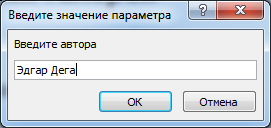 Введите значение параметра
Введите автора
Эдгар Дега
ОК
Отмена